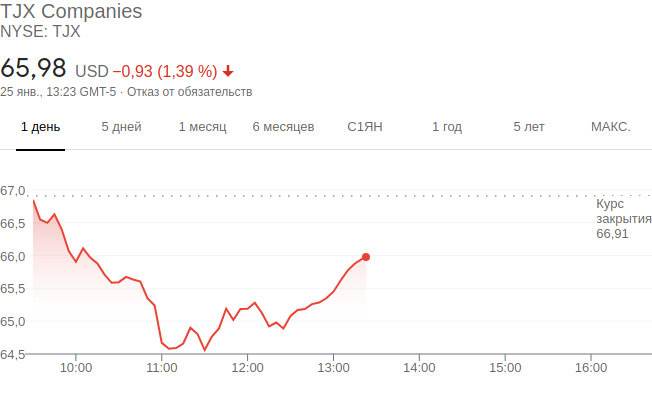 TJX Companies
NYSE: TJX
65,98 USD −0,93 (1,39 %)
25 янв., 13:23 GMT-5 · Отказ от обязательств
1 день 5 дней 1 месяц 6 месяцев С1ЯН 1 год 5 лет МАКС.
67,0
Курс
закрытия
66,91
66,5
66,0
65,5
65,0
64,5
10:00 11:00 12:00 13:00 14:00 15:00 16:00